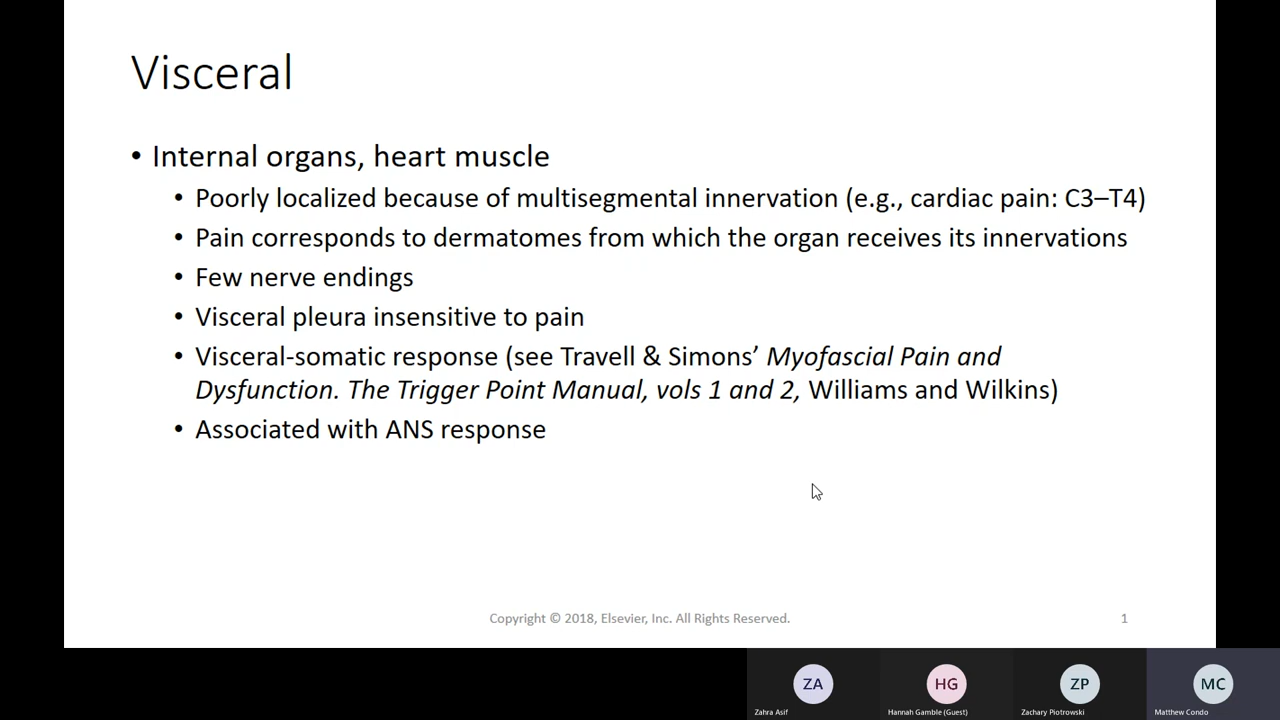 Visceral
• Internal organs, heart muscle
• Poorly localized because of multisegmental innervation (e.g., cardiac pain: C3–T4)
• Pain corresponds to dermatomes from which the organ receives its innervations
• Few nerve endings
• Visceral pleura insensitive to pain
• Visceral-somatic response (see Travell & Simons’ Myofascial Pain and
Dysfunction. The Trigger Point Manual, vols 1 and 2, Williams and Wilkins)
• Associated with ANS response
Copyright © 2018, Elsevier, Inc. All Rights Reserved.
1
ZA
HG
ZP
MC
Zahra Asif
Hannah Gamble (Guest)
Zachary Piotrowski
Matthew Condo